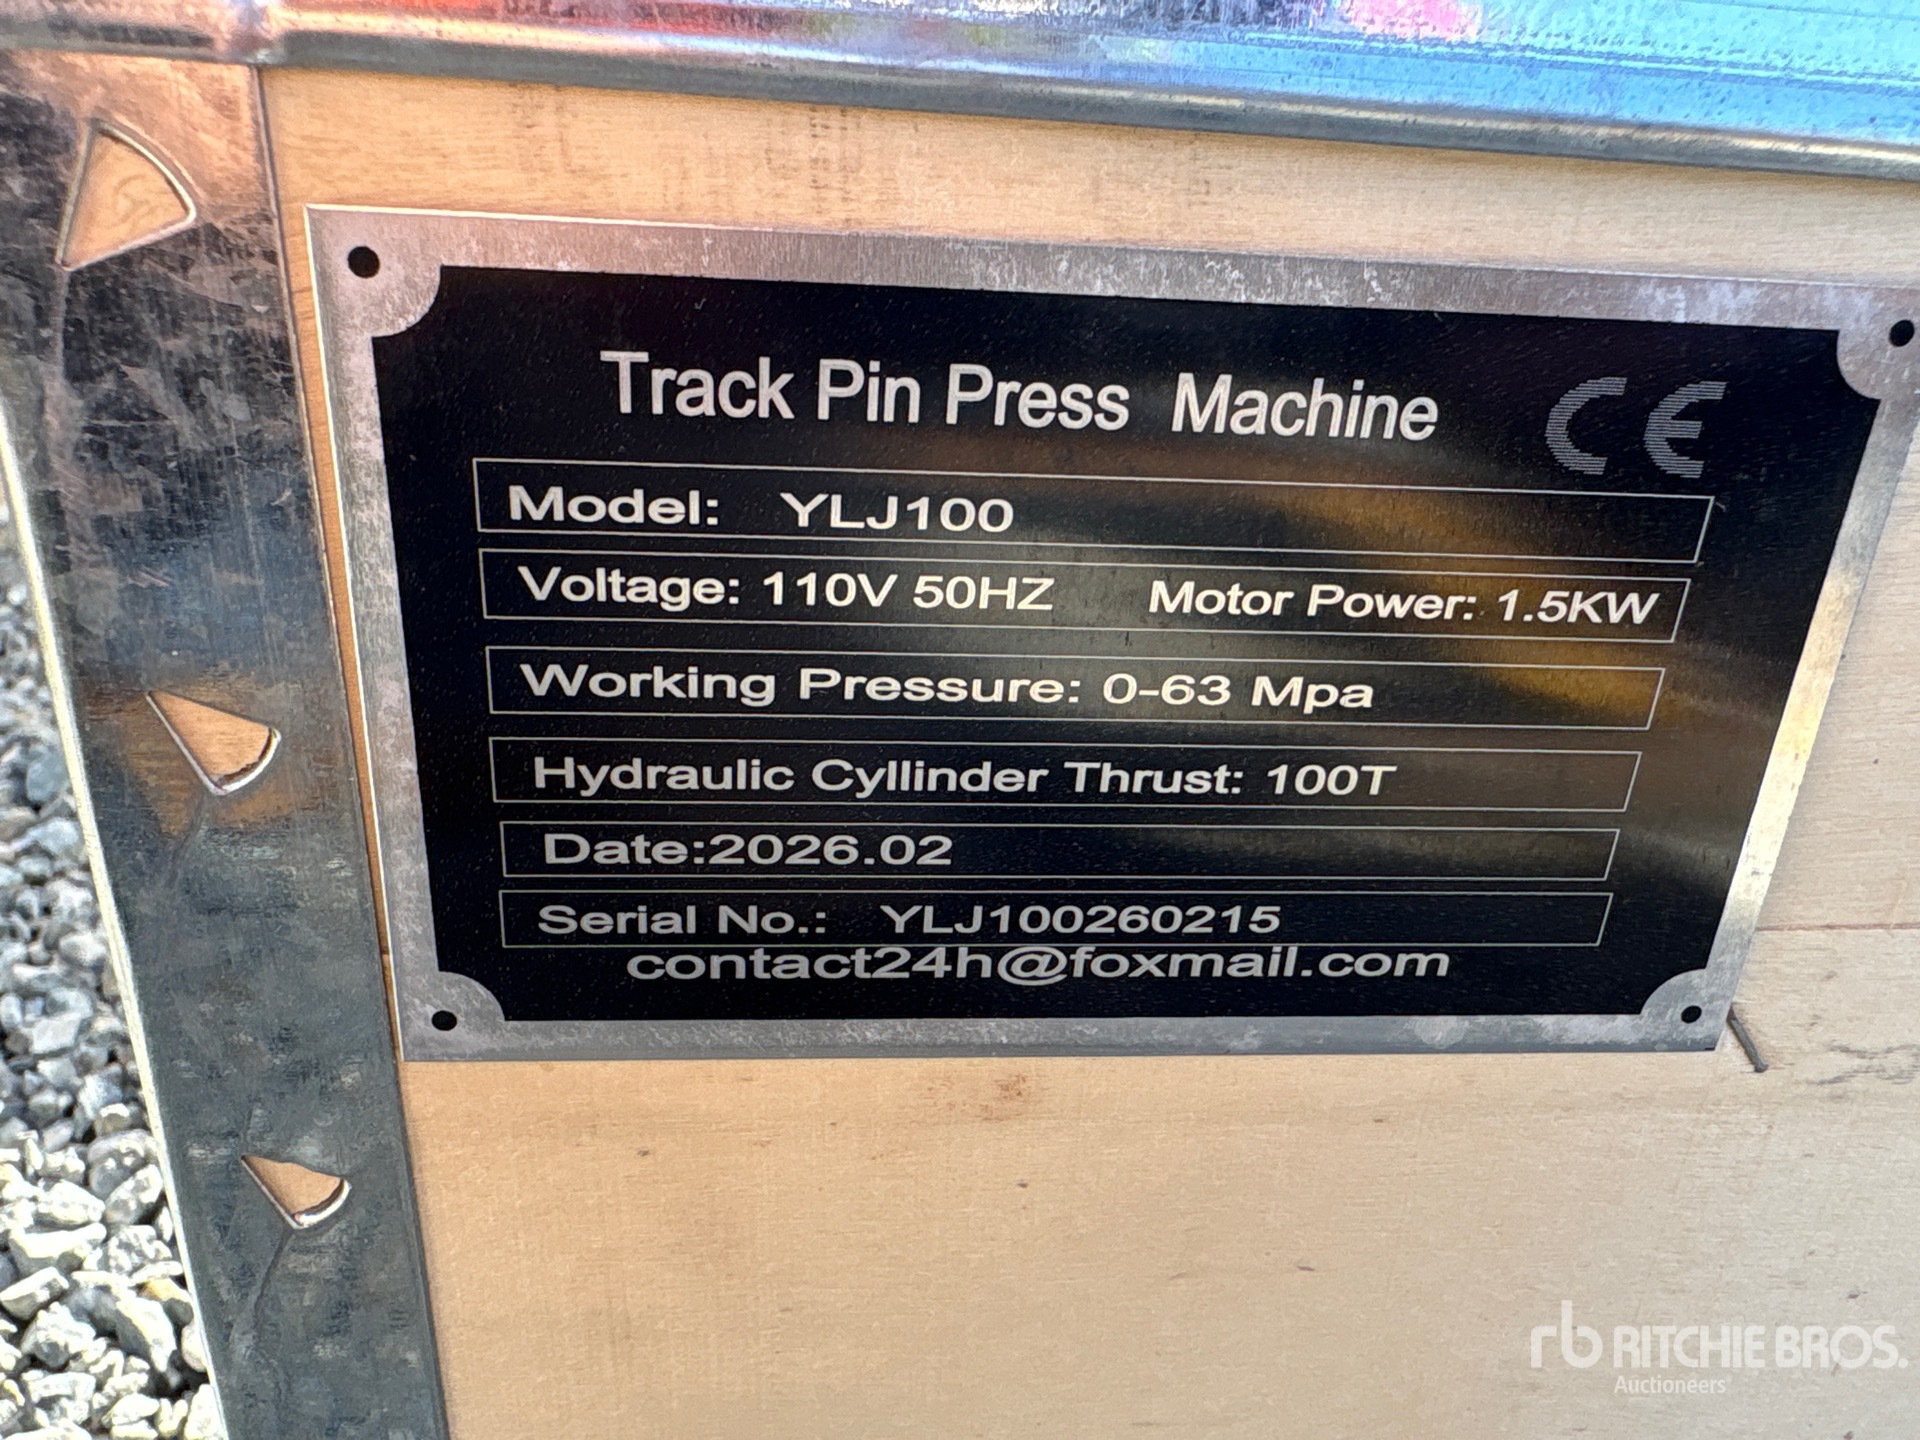 Track Pin Press Machine CE
Model: YLJ100
Voltage: 110V 50HZ Motor Power: 1.5KW
Working Pressure: 0-63 Mpa
Hydraulic Cyllinder Thrust: 100T
Date:2026.02
Serial No.: YLJ100260215
contact24h@foxmail.com
rb RITCHIE BROS.
Auctioneers